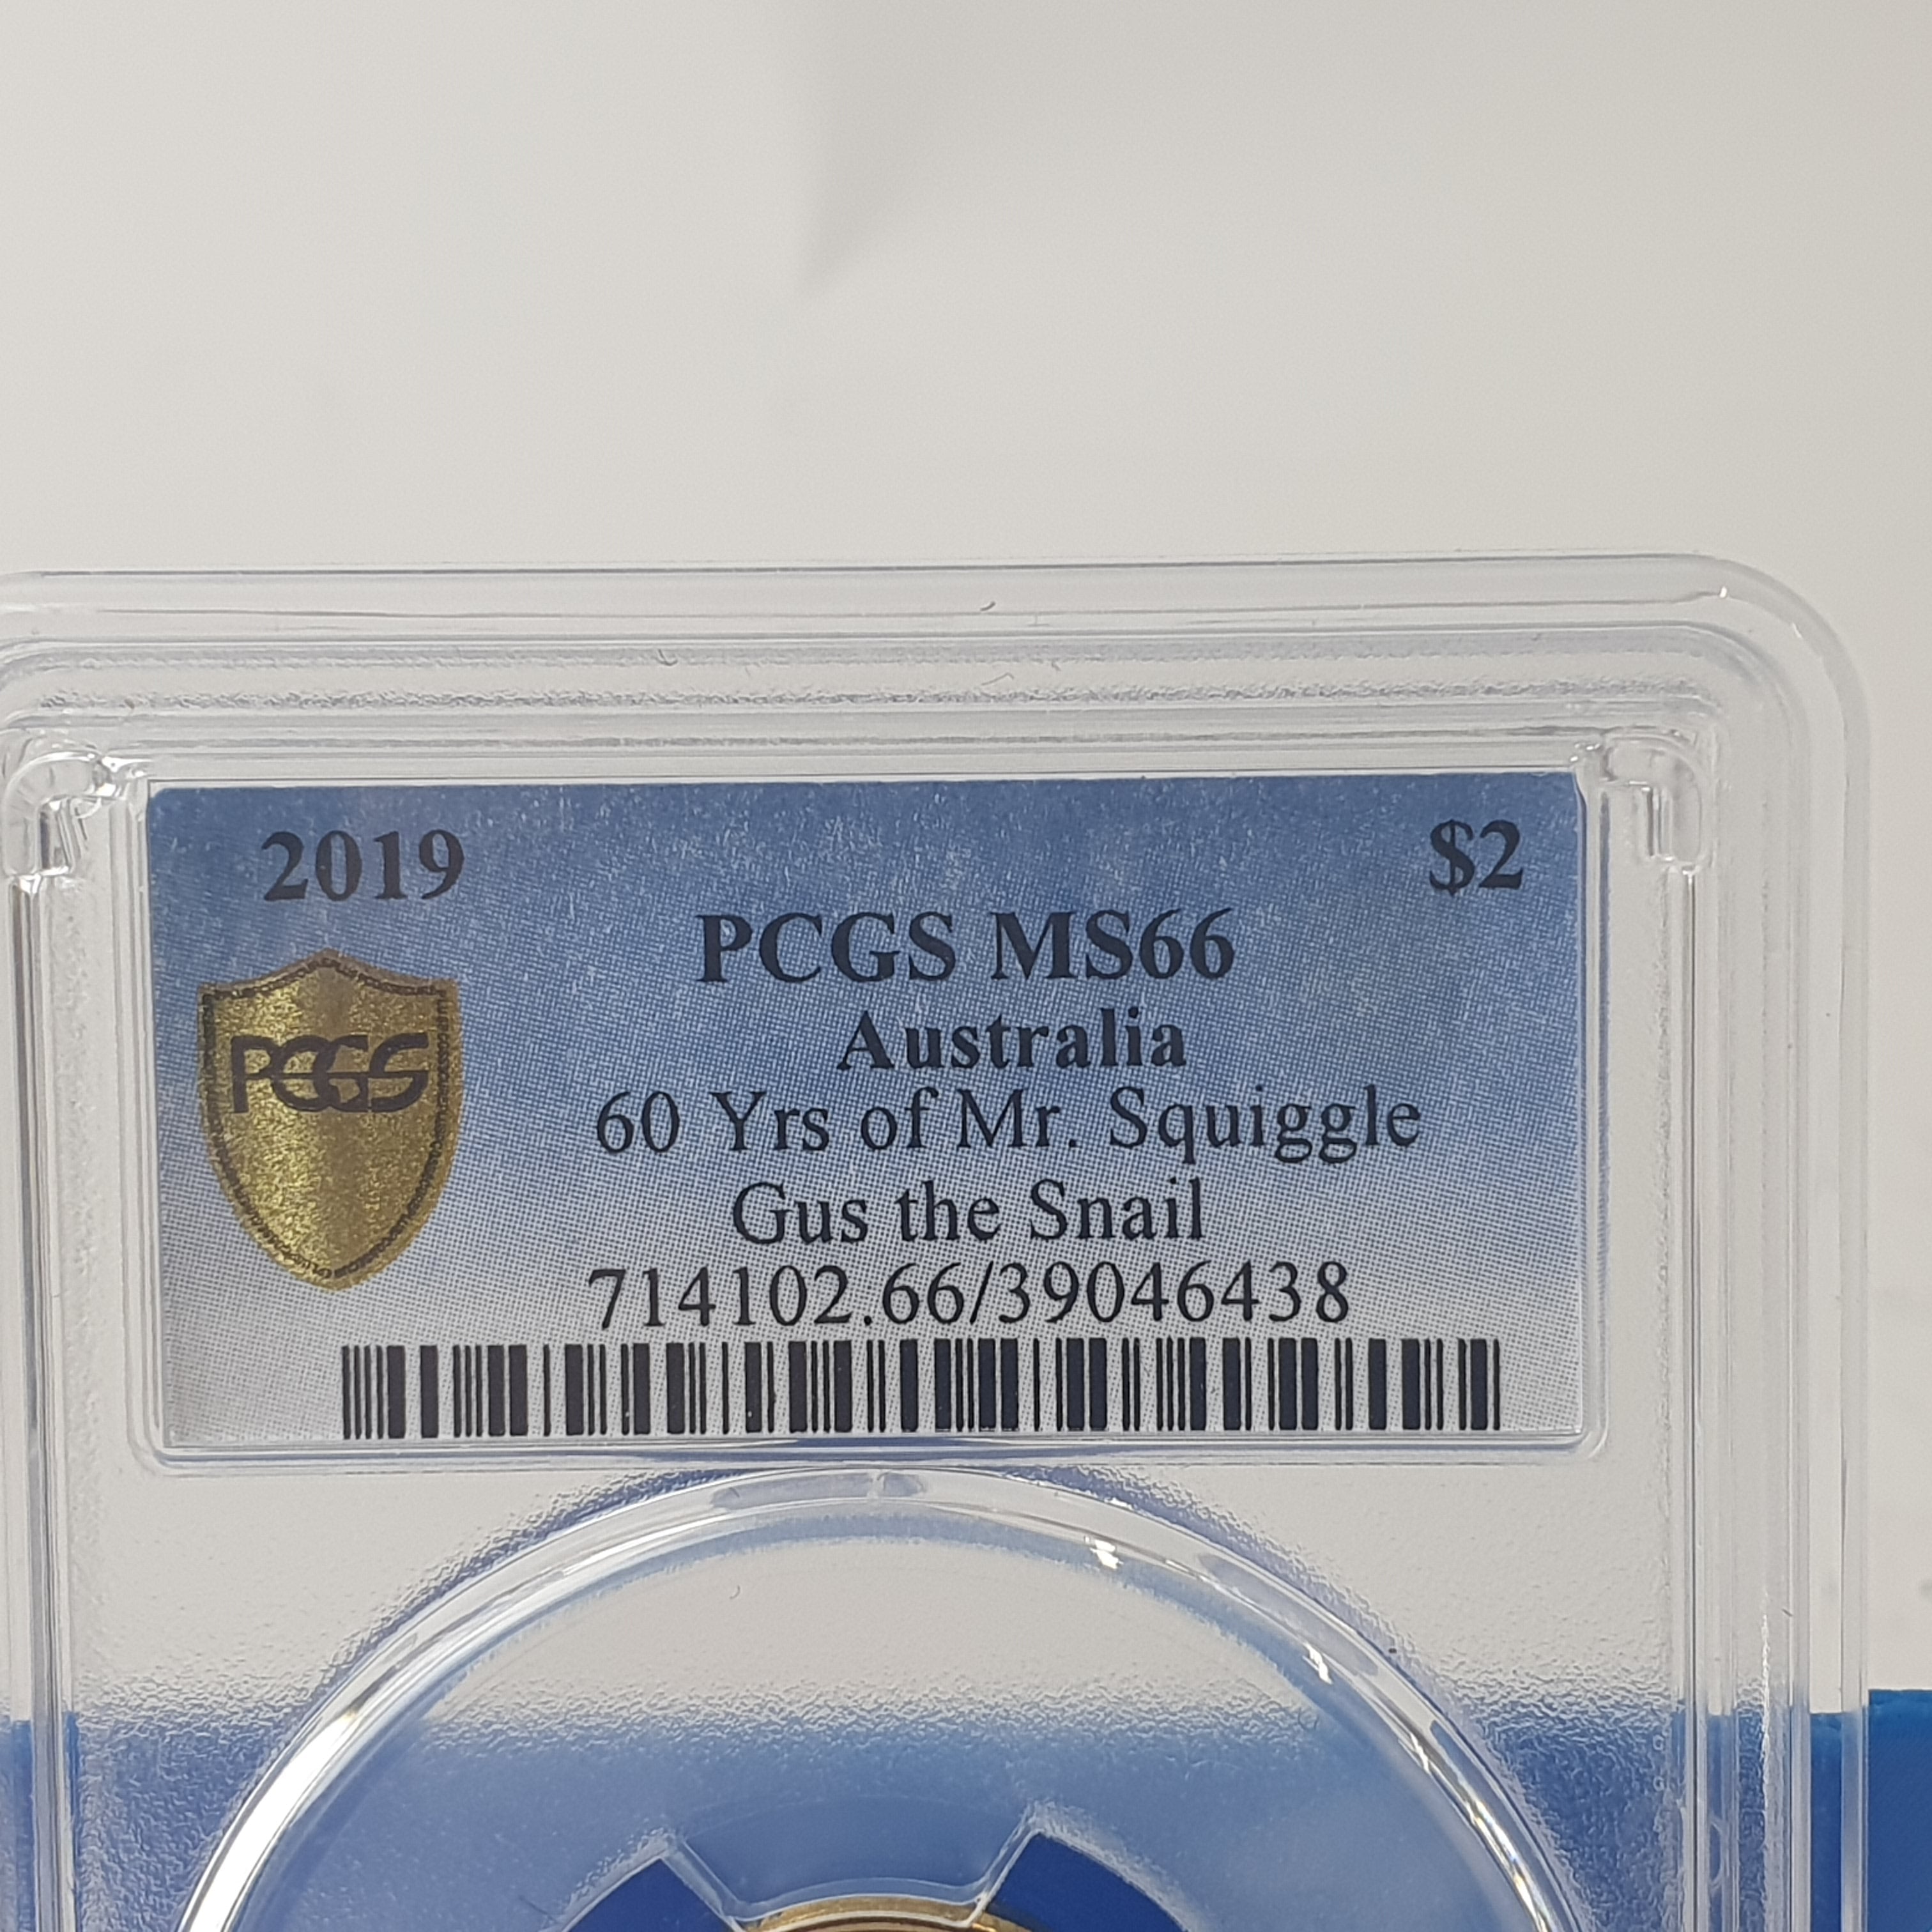 2019 $2
PCGS MS66
Australia
PCGS
60 Yrs of Mr. Squiggle
Gus the Snail
714102.66/39046438